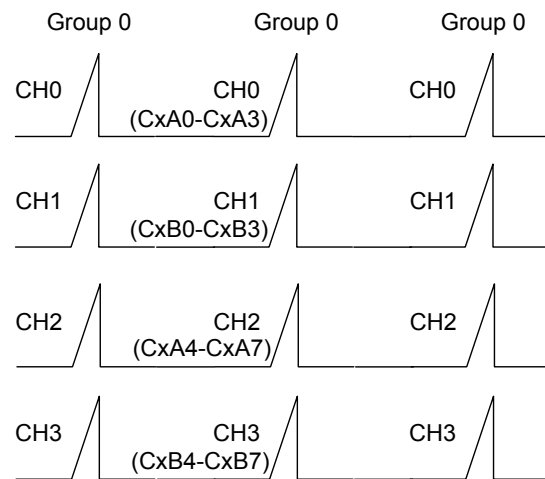 Group 0 Group 0 Group 0
CH0 CH0 CH0
(CxA0-CxA3)
CH1 CH1 CH1
(CxB0-CxB3)
CH2 CH2 CH2
(CxA4-CxA7)
CH3 CH3 CH3
(CxB4-CxB7)